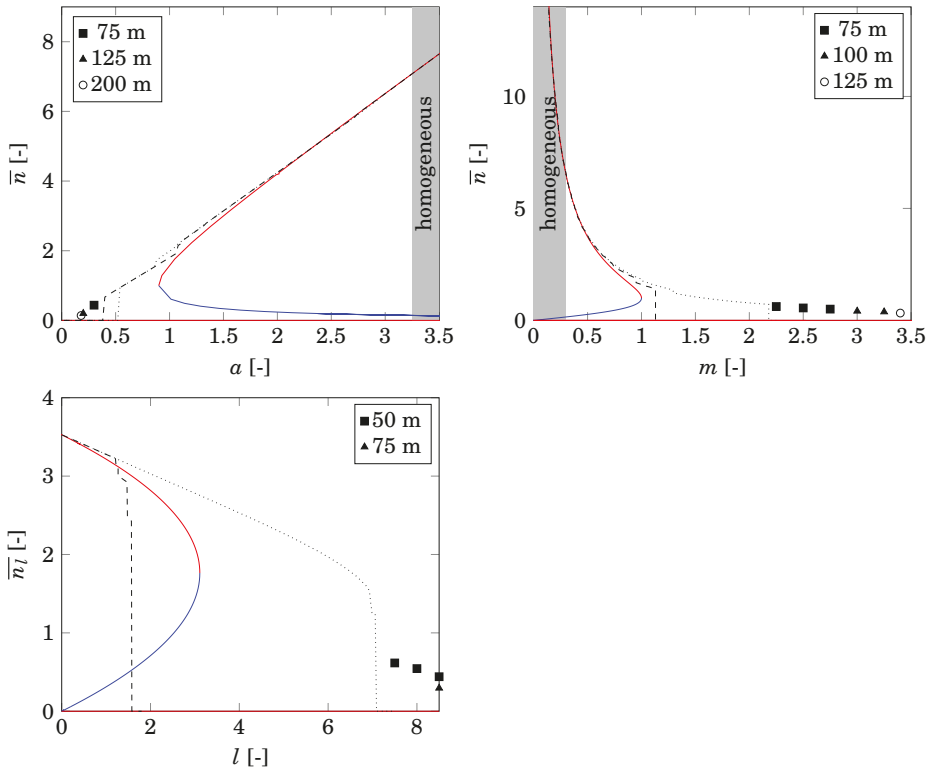 8
6
4
2
0
n [-]
75 m
125 m
200 m
homogeneous
0 0.5 1 1.5 2 2.5 3 3.5
a [-]
10
5
0
n [-]
homogeneous
75 m
100 m
125 m
0 0.5 1 1.5 2 2.5 3 3.5
m [-]
4
3
2
1
0
n̅l [-]
50 m
75 m
0 2 4 6 8
l [-]